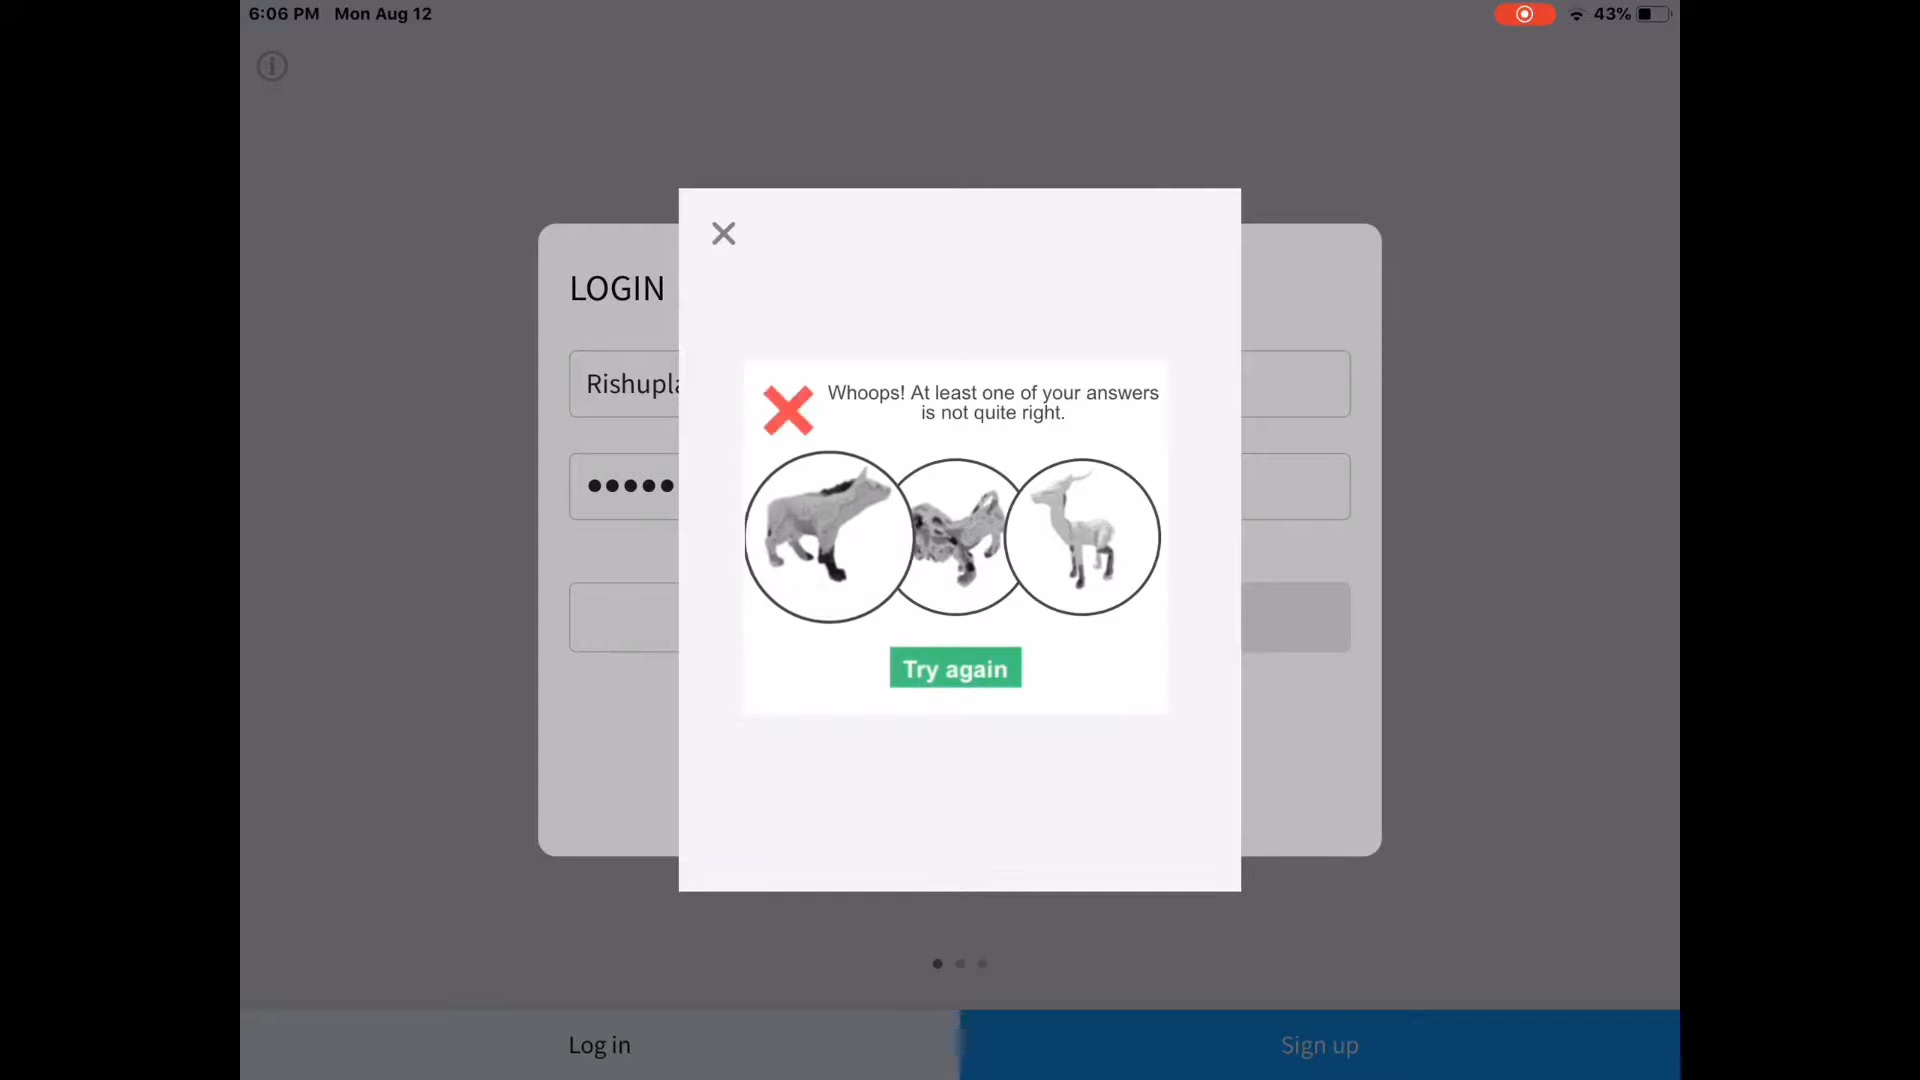 6:06 PM Mon Aug 12
43%
LOGIN
Whoops! At least one of your answers
is not quite right.
Try again
Log in
Sign up